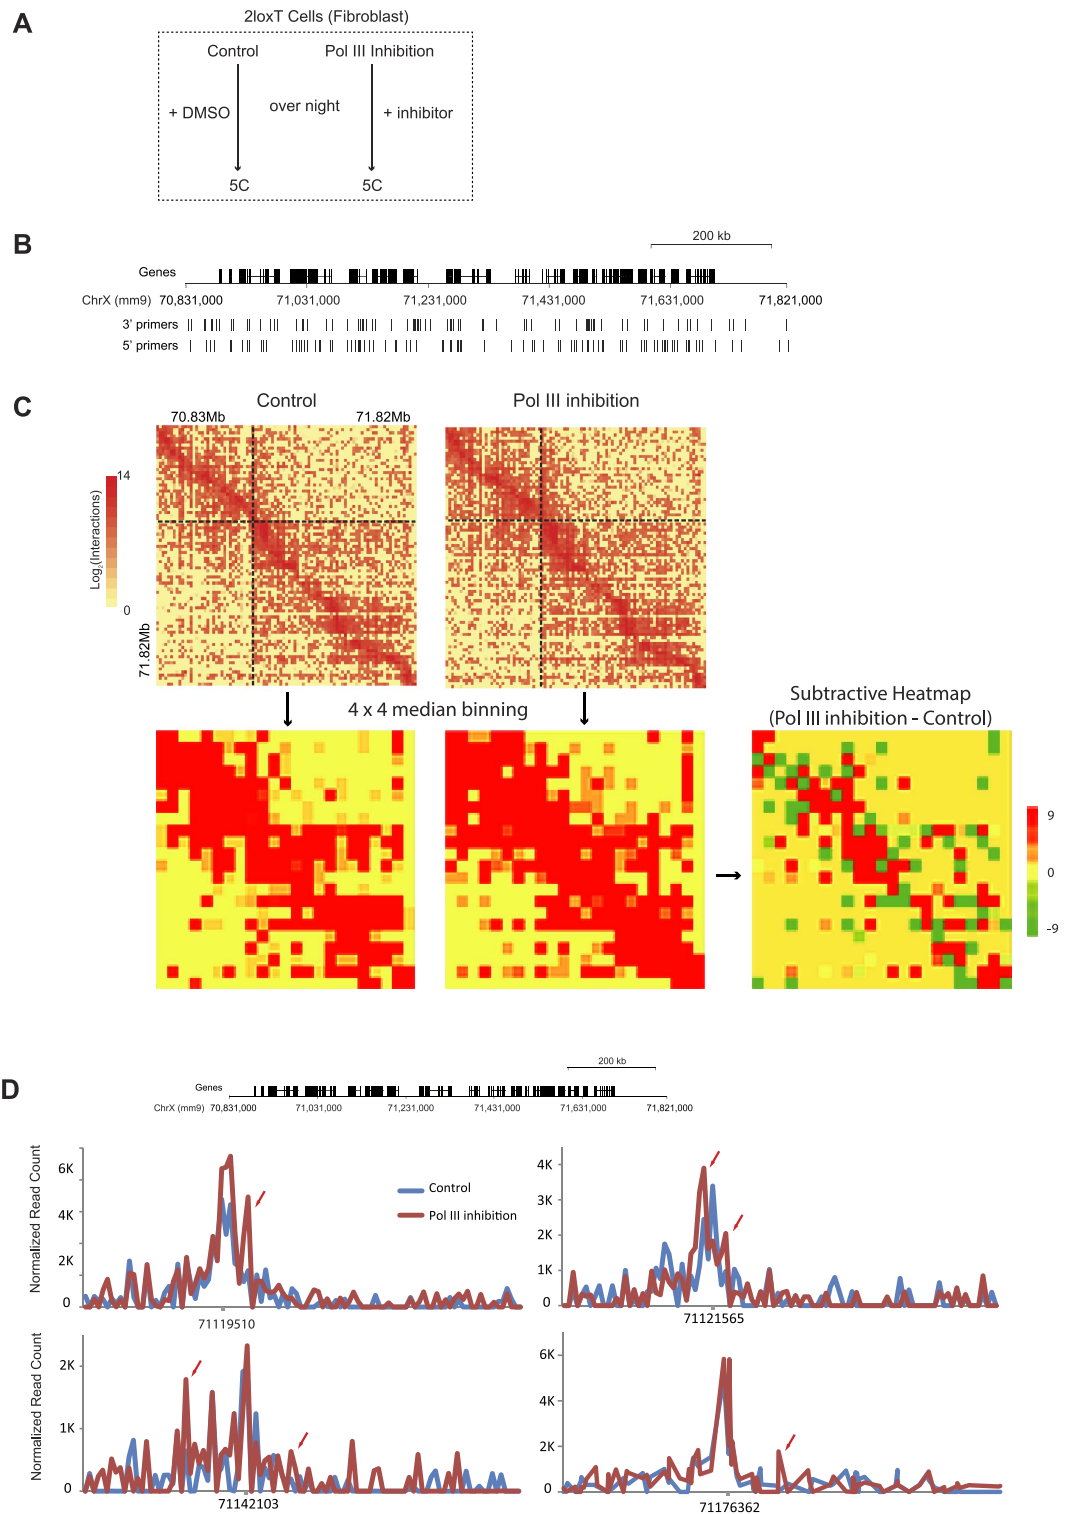 A
2loxT Cells (Fibroblast)
Control
Pol III Inhibition
+ DMSO
over night
+ inhibitor
5C
5C
B
200 kb
Genes
ChrX (mm9)
70,831,000
71,031,000
71,231,000
71,431,000
71,631,000
71,821,000
3' primers
5' primers
C
Control
Pol III inhibition
70.83Mb
71.82Mb
14
Log2(Interactions)
0
71.82Mb
4 x 4 median binning
Subtractive Heatmap
(Pol III inhibition - Control)
9
0
-9
D
200 kb
Genes
ChrX (mm9)
70,831,000
71,031,000
71,231,000
71,431,000
71,631,000
71,821,000
Normalized Read Count
6K
4K
2K
0
71119510
Control
Pol III inhibition
4K
3K
2K
1K
0
71121565
Normalized Read Count
2K
1K
0
71142103
6K
4K
2K
0
71176362